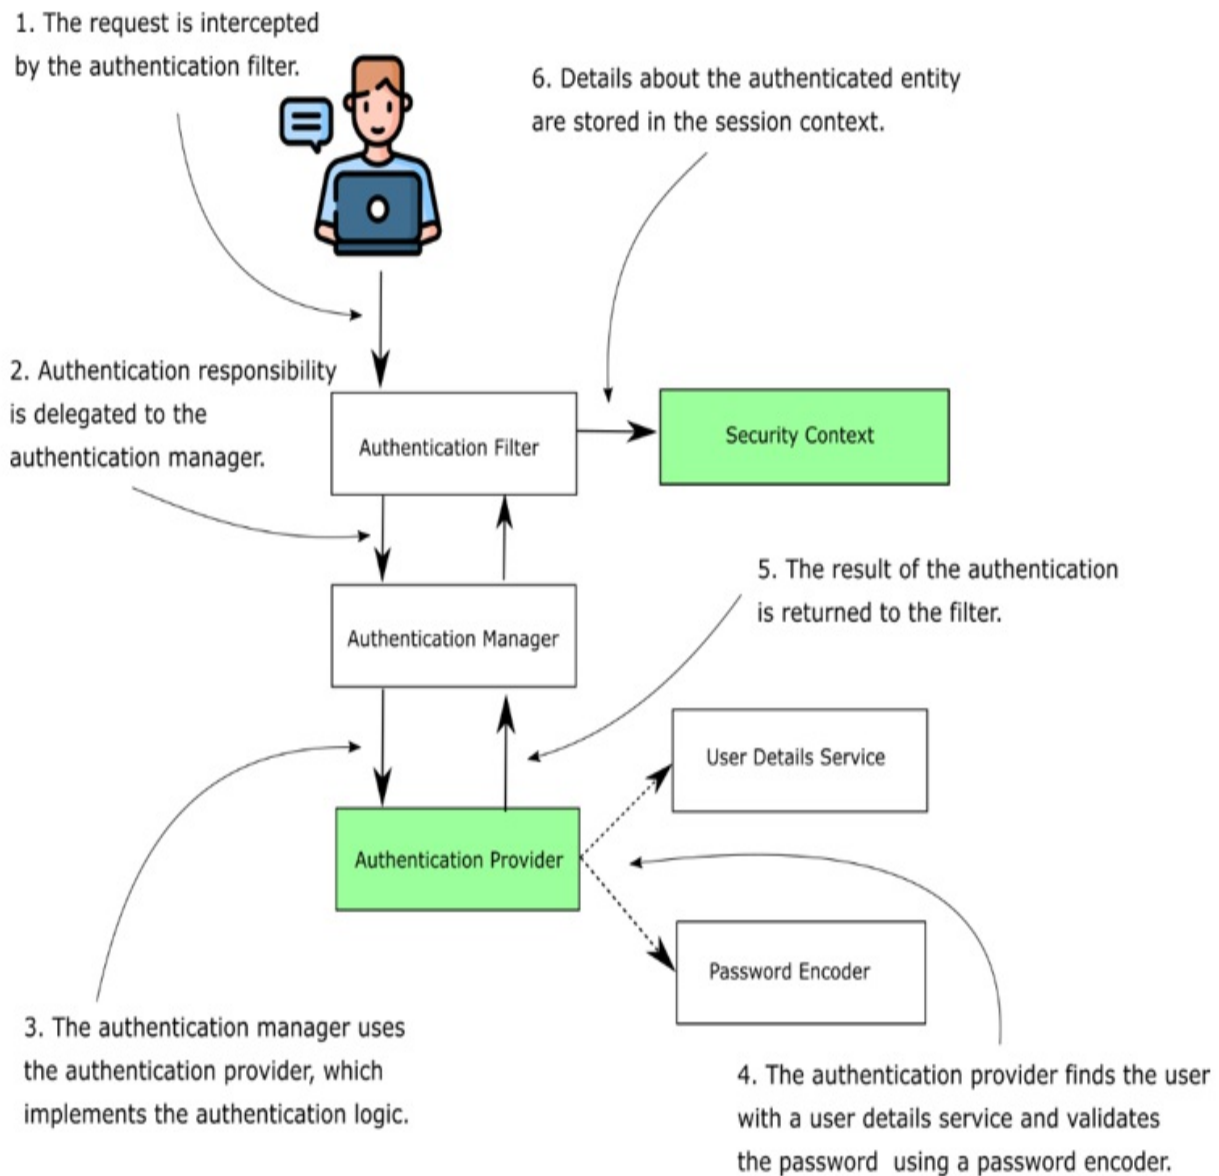 1. The request is intercepted
by the authentication filter.
6. Details about the authenticated entity
are stored in the session context.
2. Authentication responsibility
is delegated to the
authentication manager.
Authentication Filter
Security Context
5. The result of the authentication
is returned to the filter.
Authentication Manager
User Details Service
Authentication Provider
Password Encoder
3. The authentication manager uses
the authentication provider, which
implements the authentication logic.
4. The authentication provider finds the user
with a user details service and validates
the password using a password encoder.